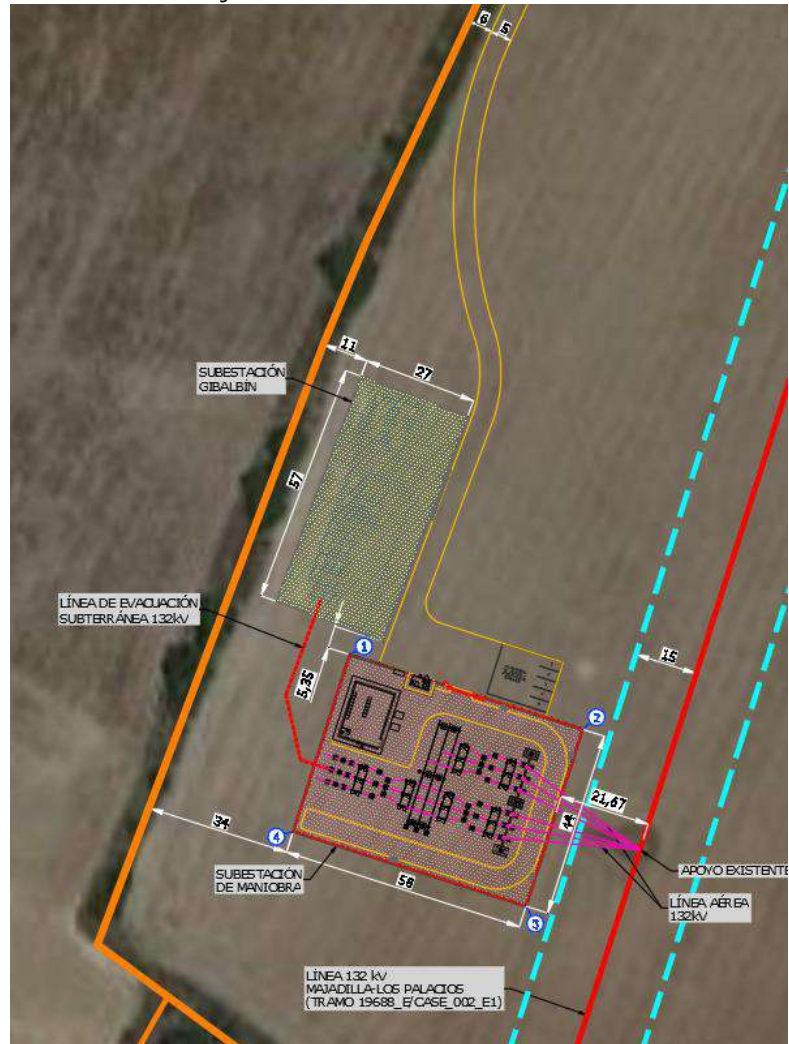 6
5
11
27
SUBESTACIÓN
GIBALBÍN
57
LÍNEA DE EVACUACIÓN
SUBTERRÁNEA 132kV
1
5,35
15
2
21,67
44
34
4
SUBESTACIÓN
DE MANIOBRA
58
APOYO EXISTENTE
LÍNEA AÉREA
132kV
3
LÍNEA 132 kV
MAJADILLA-LOS PALACIOS
(TRAMO 19688_E/CASE_002_E1)